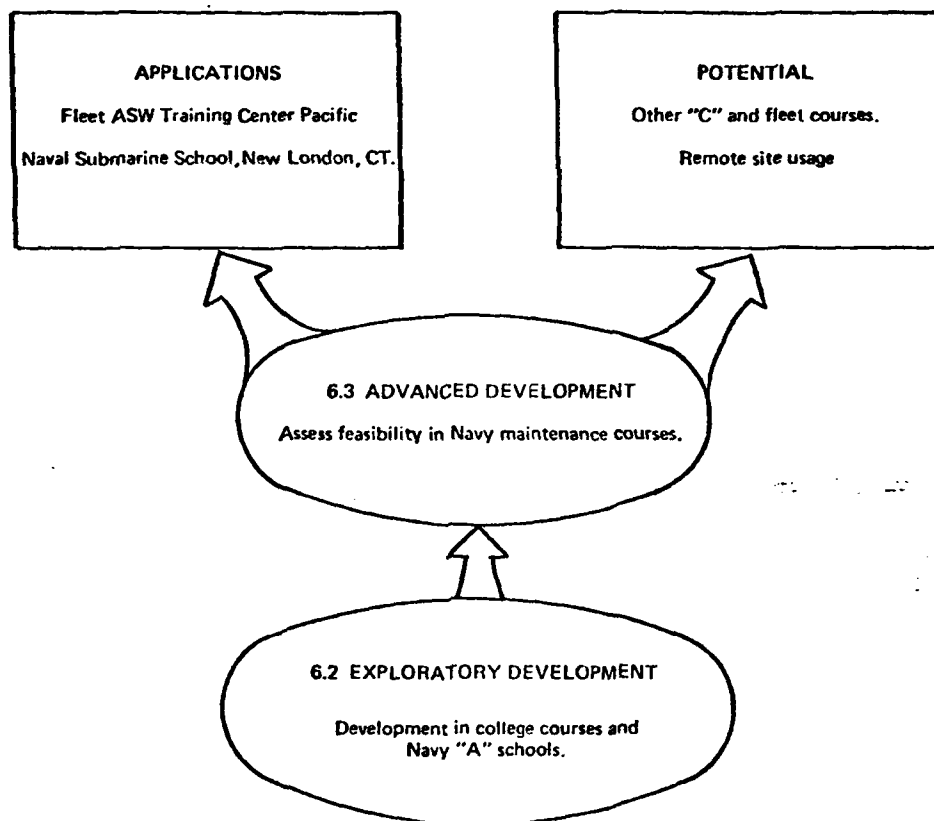 APPLICATIONS
Fleet ASW Training Center Pacific
Naval Submarine School, New London, CT.
POTENTIAL
Other "C" and fleet courses.
Remote site usage
6.3 ADVANCED DEVELOPMENT
Assess feasibility in Navy maintenance courses.
6.2 EXPLORATORY DEVELOPMENT
Development in college courses and
Navy "A" schools.